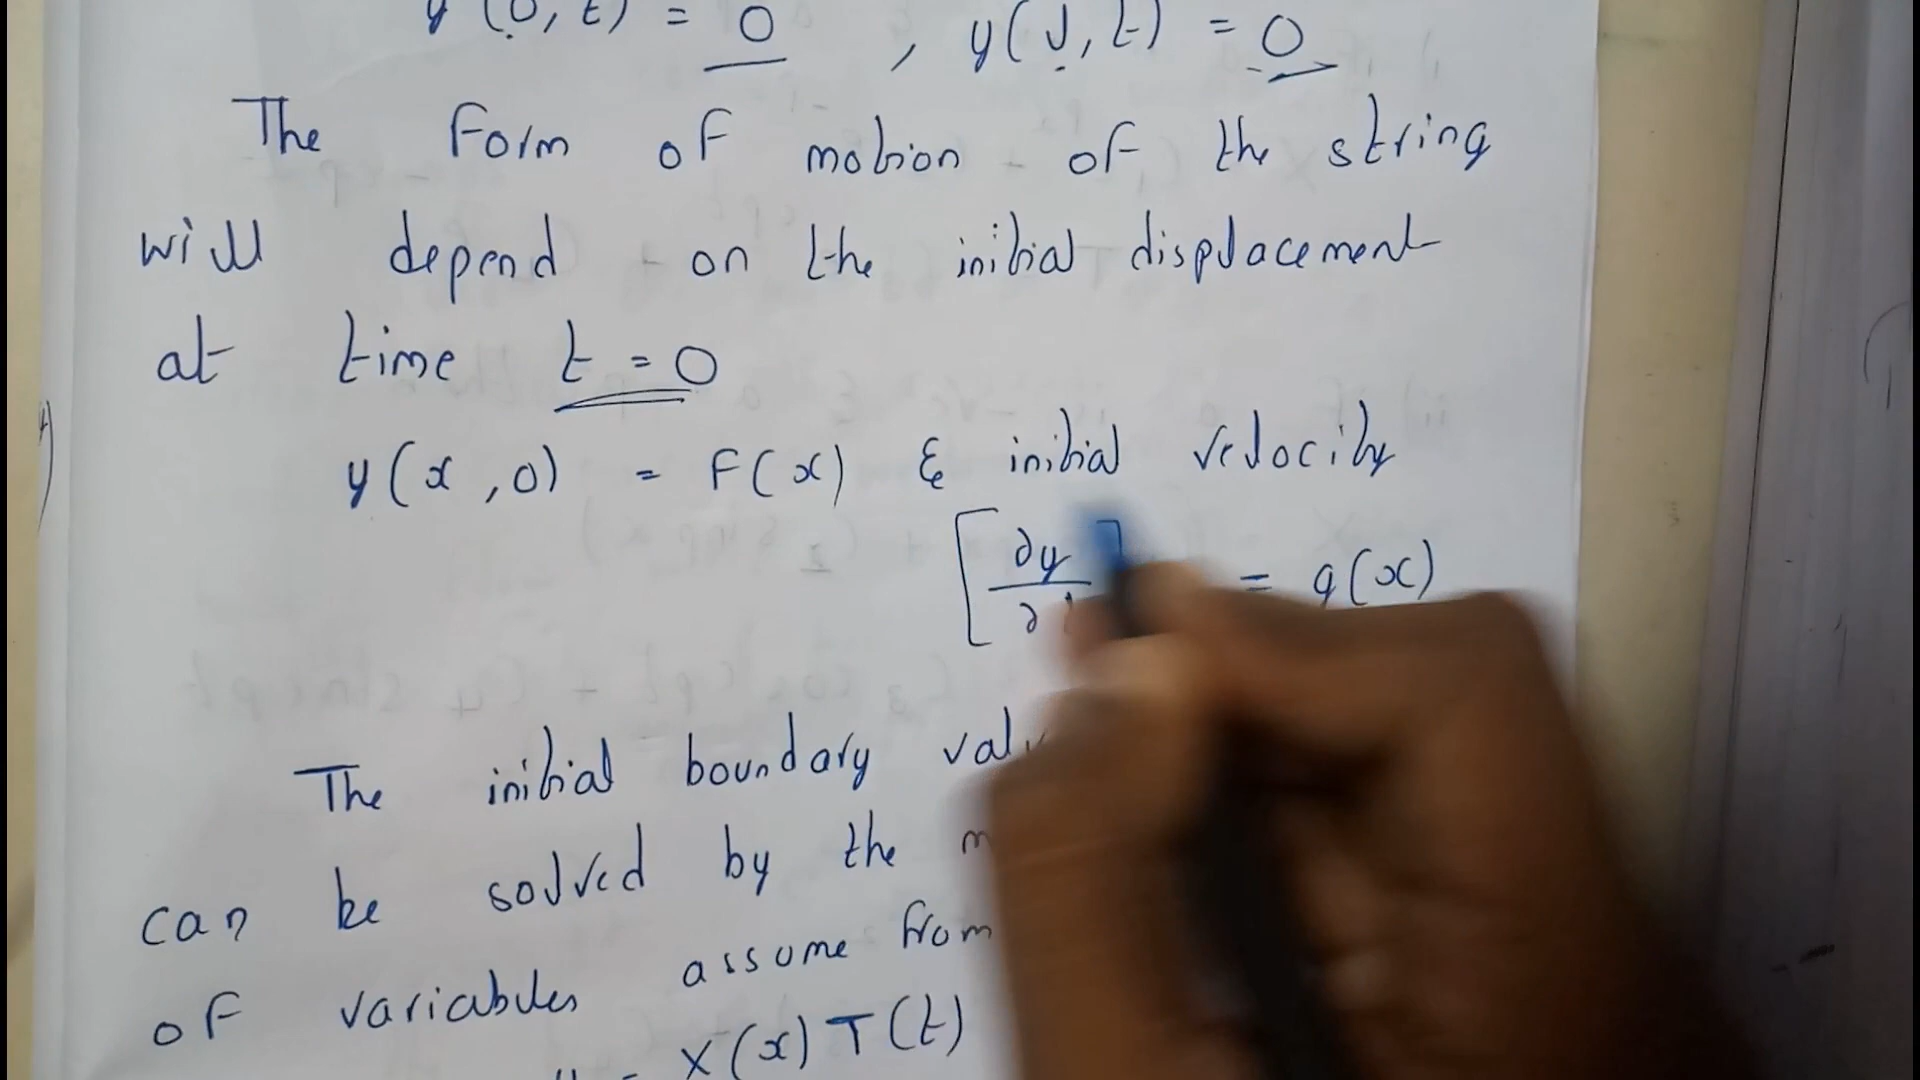 y(0, t) = 0 , y(l, t) = 0
The form of motion of the string
will depend on the initial displacement
at time t = 0
y(x, 0) = F(x) & initial velocity
[∂y = g(x)
The initial boundary
can be solved by the
of variables assume from
X(x) T(t)